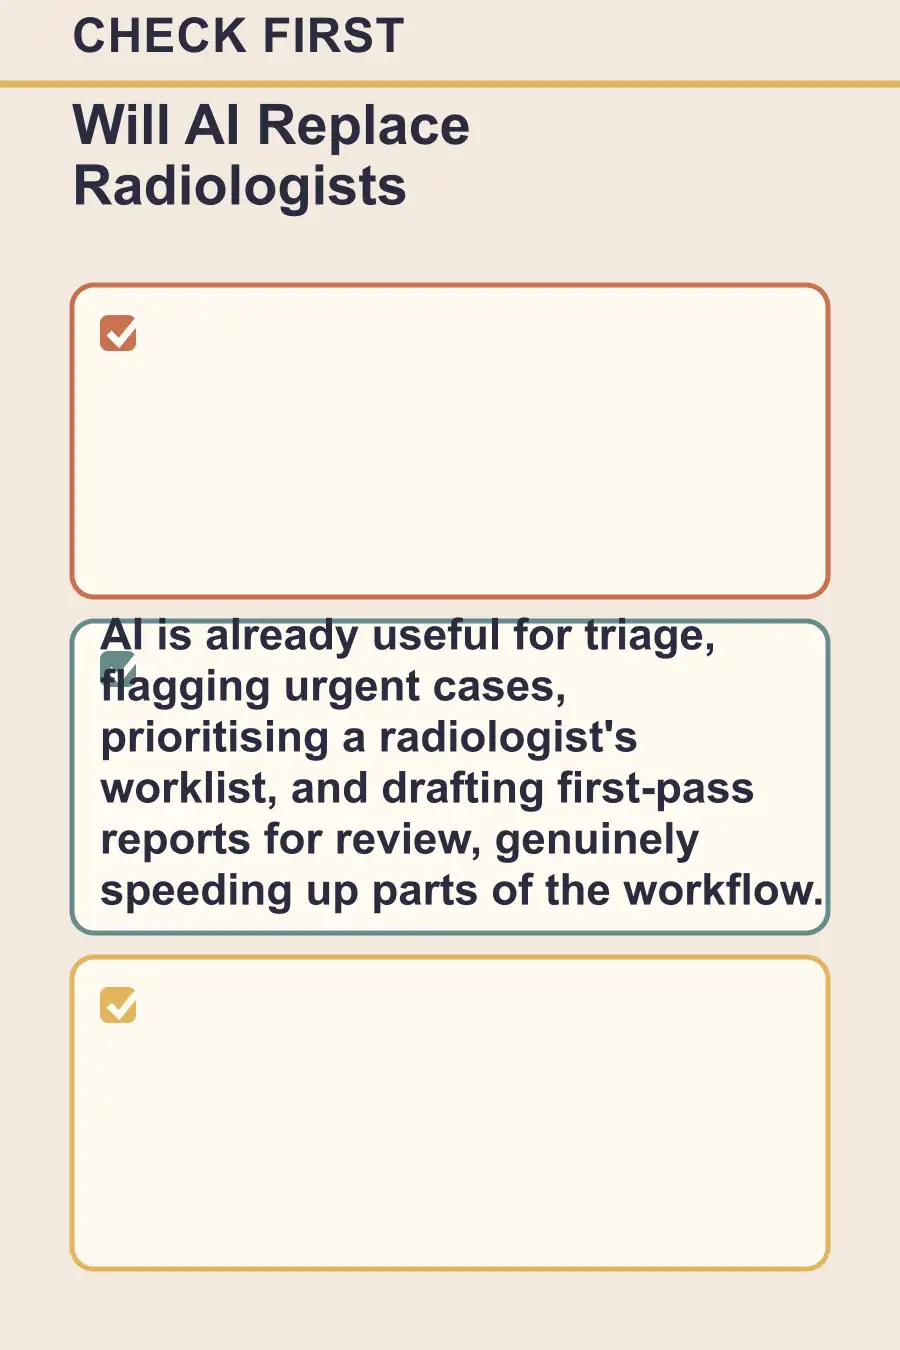 CHECK FIRST
Will AI Replace
Radiologists
AI is already useful for triage,
flagging urgent cases,
prioritising a radiologist's
worklist, and drafting first-pass
reports for review, genuinely
speeding up parts of the workflow.